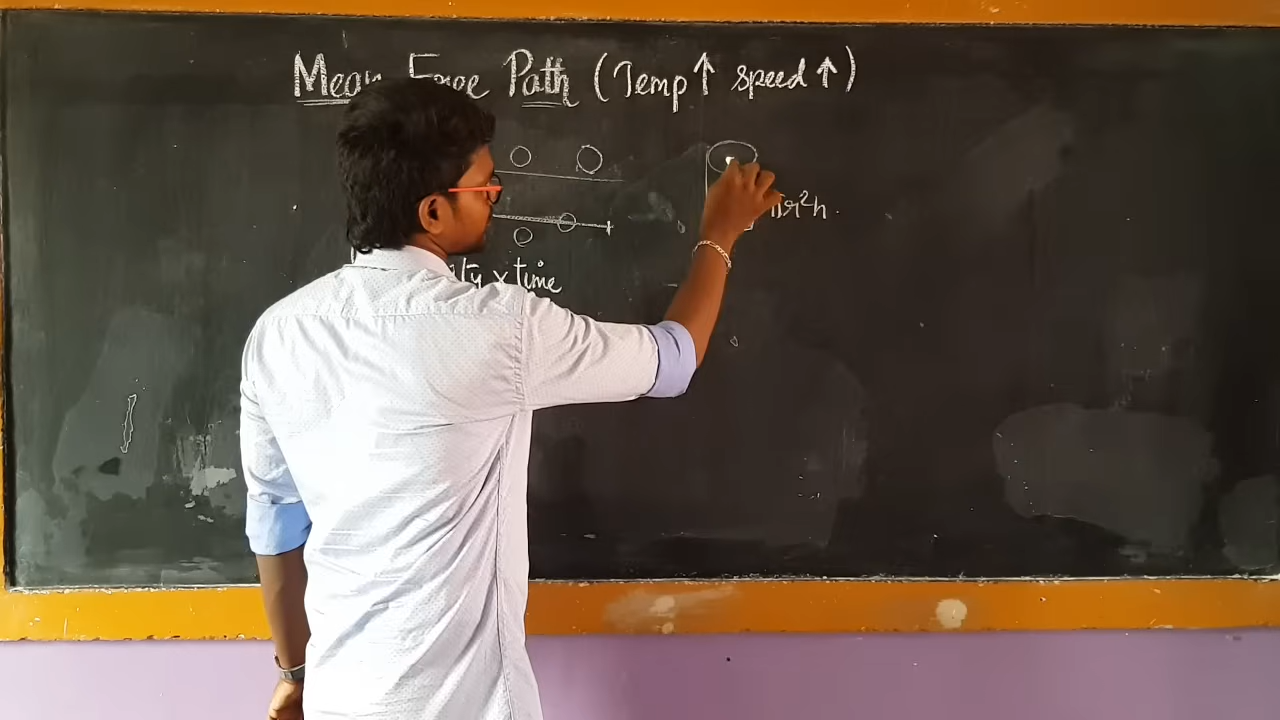 Mean Free Path (Temp ↑ speed ↑)
πr²h
x time